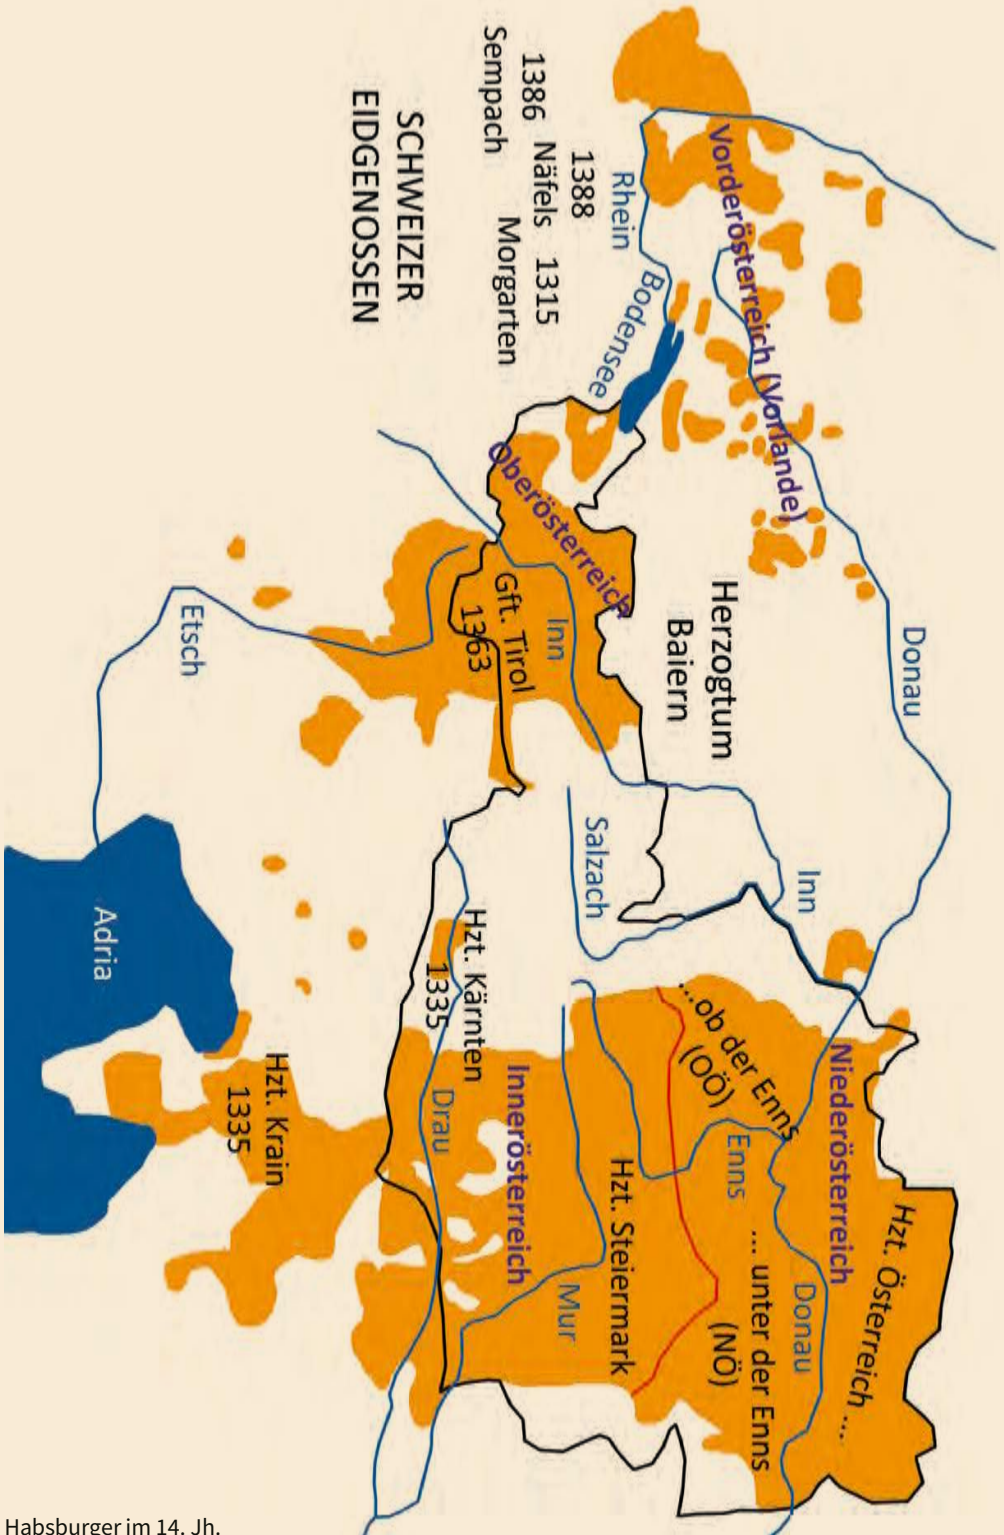 Vorderösterreich (Vorlande)
Rhein
Bodensee
1388
1386 Näfels 1315
Sempach Morgarten
SCHWEIZER
EIDGENOSSEN
Donau
Herzogtum
Baiern
Oberösterreich
Inn
Gft. Tirol
1363
Etsch
Inn
Salzach
Adria
Hzt. Kärnten
1335
Drau
Hzt. Krain
1335
Niederösterreich
Hzt. Österreich ...
...ob der Enns
(OÖ)
Enns
Donau
... unter der Enns
(NÖ)
Hzt. Steiermark
Mur
Innerösterreich
Habsburger im 14. Jh.